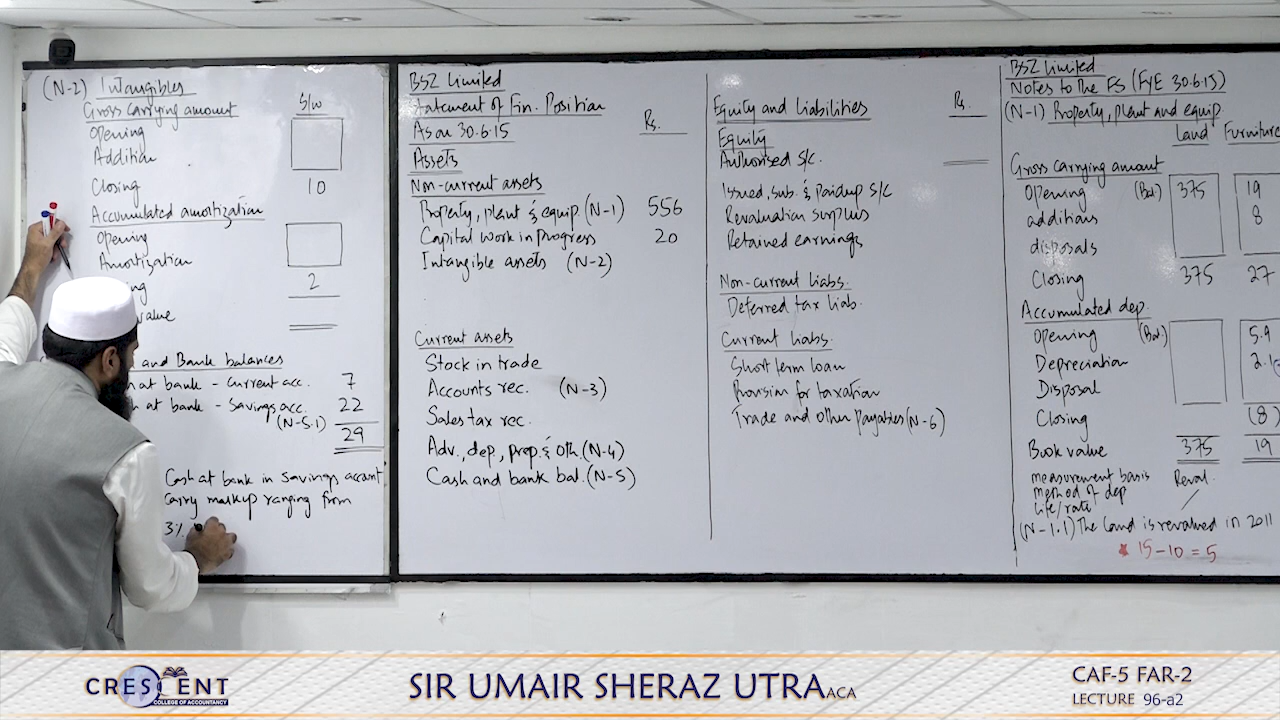 (N-2) Intangibles
S/w
Gross carrying amount
Opening
Addition
Closing 10
Accumulated amortization
Opening
Amortization
2
and Bank balances
at bank - Current acc. 7
at bank - Savings acc. 22
(N-5.1)
29
Cash at bank in savings account
carry markup ranging from
3%
BSZ Limited
Statement of Fin. Position
As on 30.6.15
Rs.
Assets
Non-current assets
Property, plant & equip (N-1) 556
Capital work in progress 20
Intangible assets (N-2)
Current assets
Stock in trade
Accounts rec. (N-3)
Sales tax rec.
Adv., dep., prep. & Oth. (N-4)
Cash and bank bal. (N-5)
Equity and Liabilities
Rs.
Equity
Authorised S/c.
Issued, sub. & paidup S/c
Revaluation surplus
Retained earnings
Non-current liabs.
Deferred tax liab.
Current liabs.
Short term loan
Provision for taxation
Trade and other payables (N-6)
BSZ Limited
Notes to the FS (FYE 30.6.15)
(N-1) Property, plant and equip.
Land Furniture
Gross carrying amount
Opening (Bal) 375 19
additions 8
disposals
Closing 375 27
Accumulated dep.
Opening (Bal) 5.9
Depreciation 2.1
Disposal
Closing (8)
Book value 375 19
measurement basis Reval.
method of dep
life/rate
(N-1.1) The land is revalued in 2011
* 15-10 = 5
CRESCENT
COLLEGE OF ACCOUNTANCY
SIR UMAIR SHERAZ UTRA ACA
CAF-5 FAR-2
LECTURE 96-a2